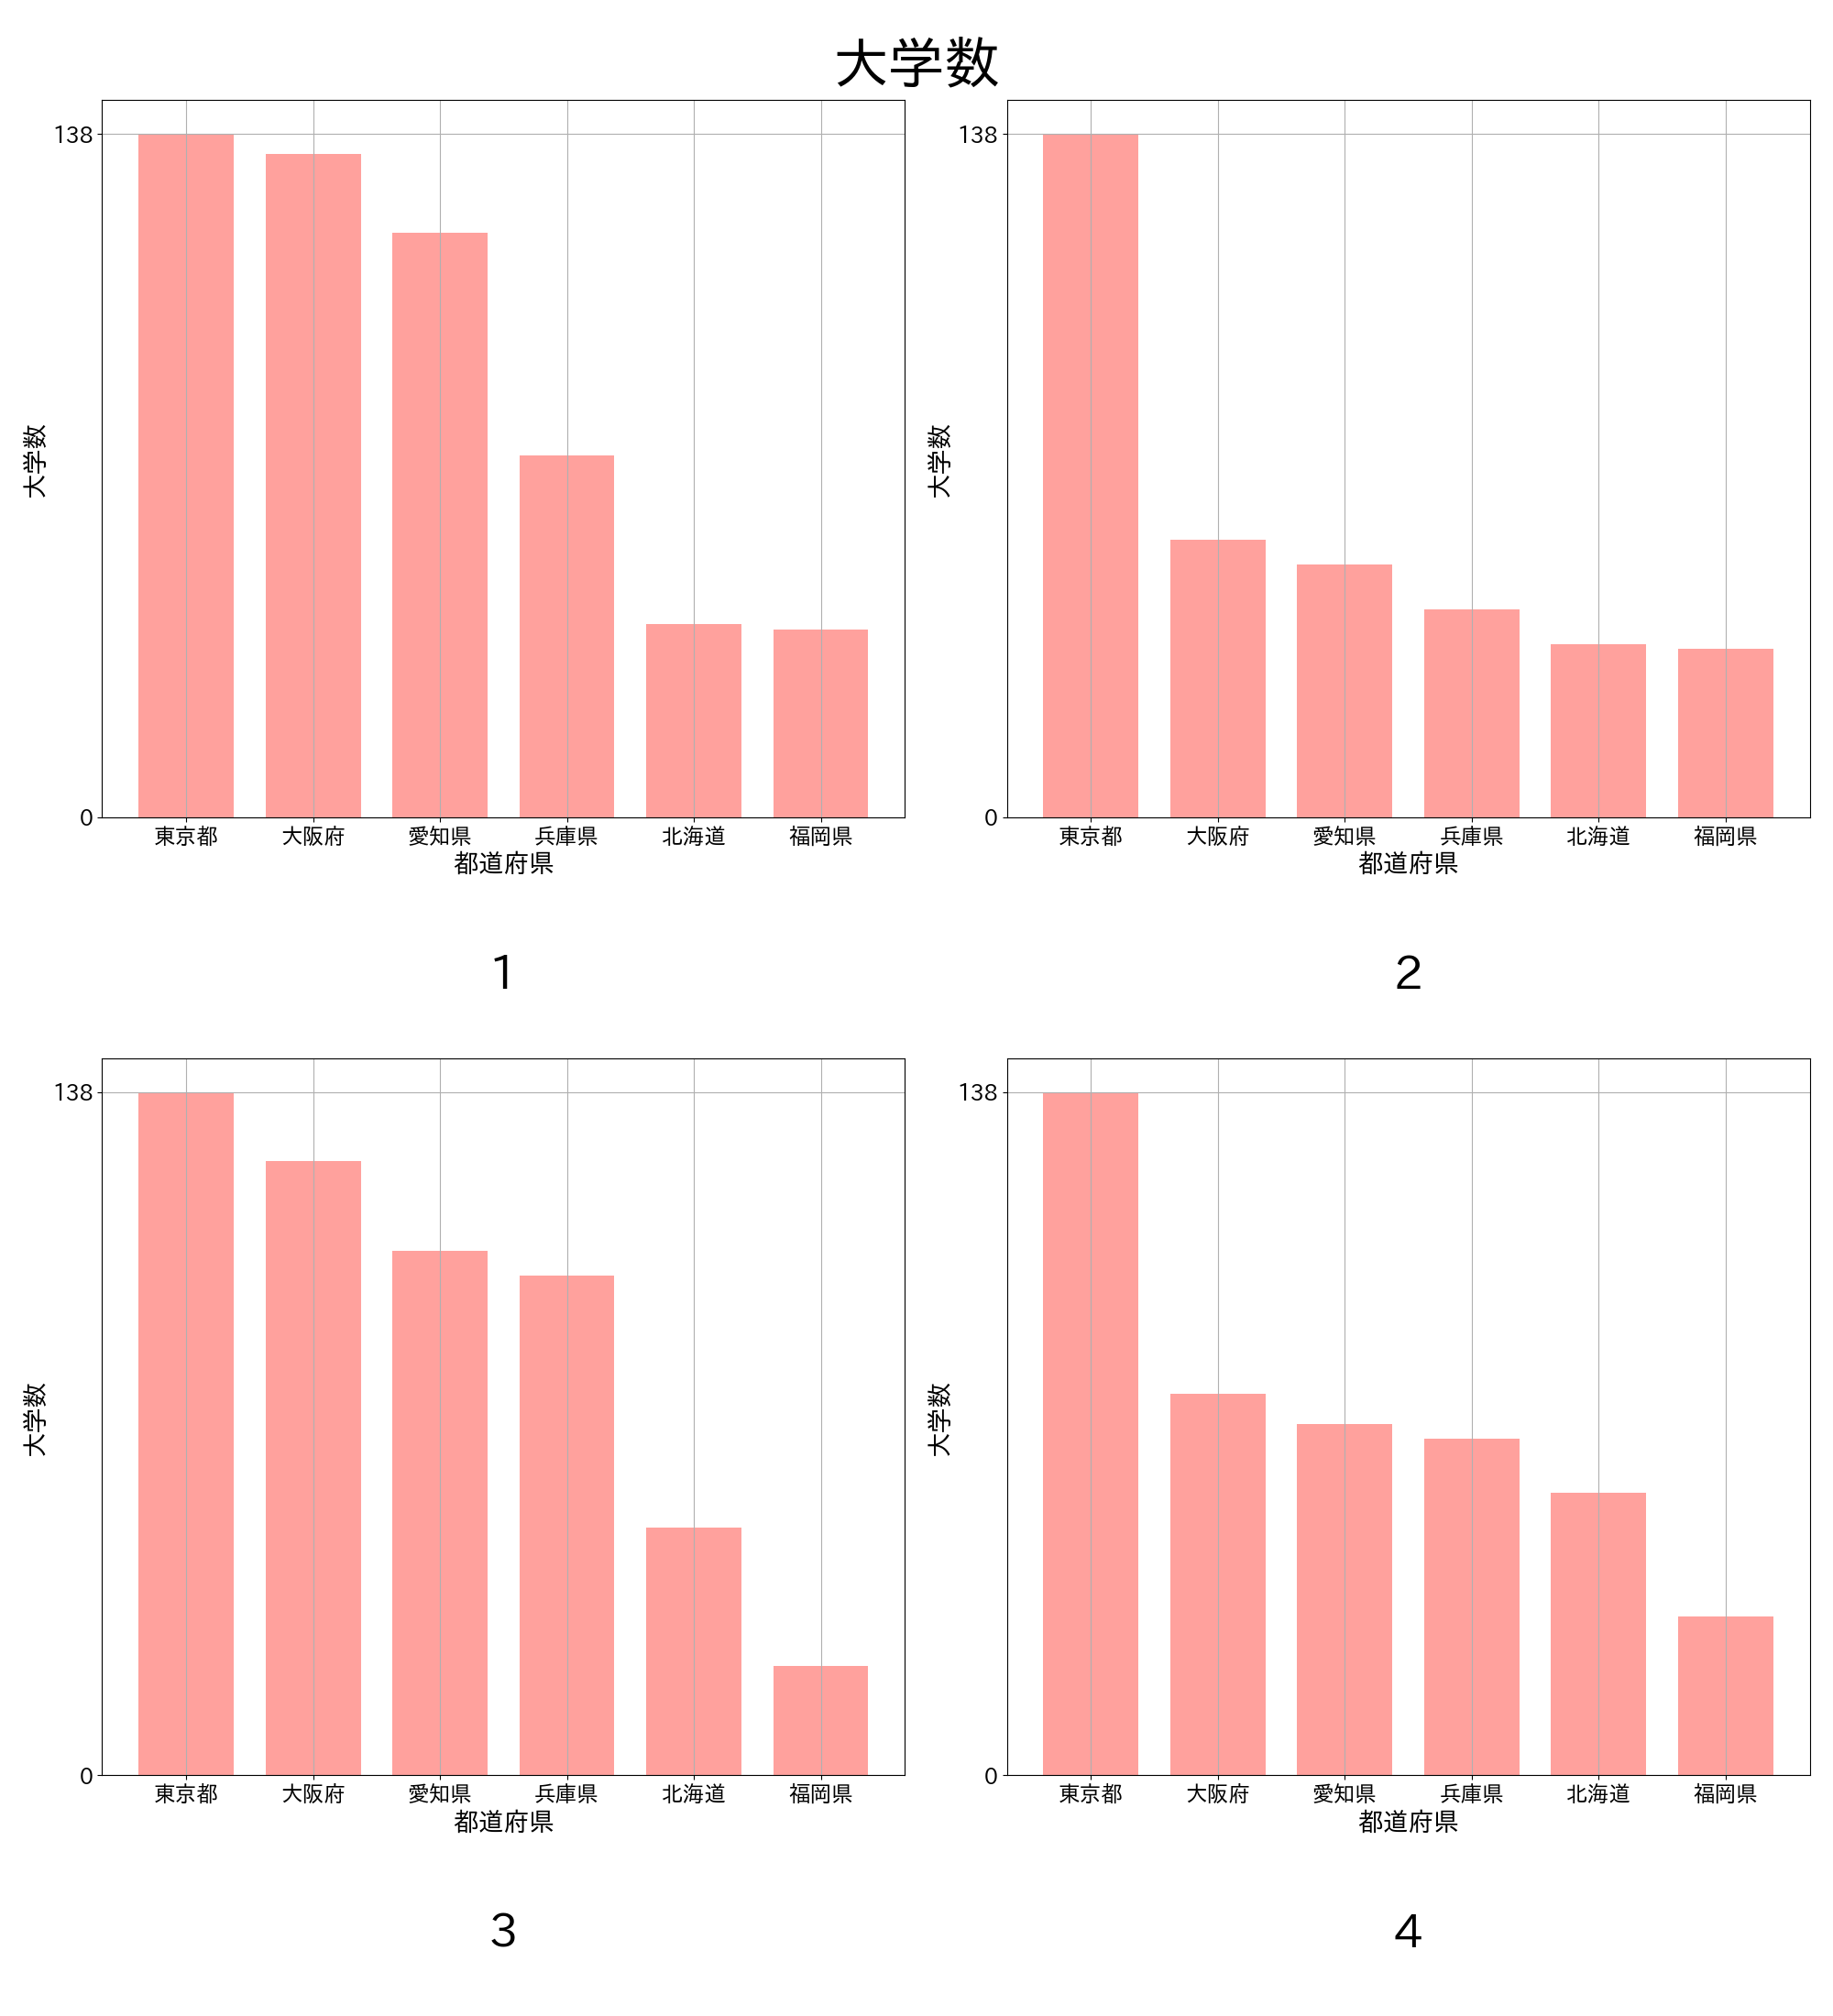 大学数
138
0
大学数
東京都 大阪府 愛知県 兵庫県 北海道 福岡県
都道府県
1
138
0
大学数
東京都 大阪府 愛知県 兵庫県 北海道 福岡県
都道府県
2
138
0
大学数
東京都 大阪府 愛知県 兵庫県 北海道 福岡県
都道府県
3
138
0
大学数
東京都 大阪府 愛知県 兵庫県 北海道 福岡県
都道府県
4